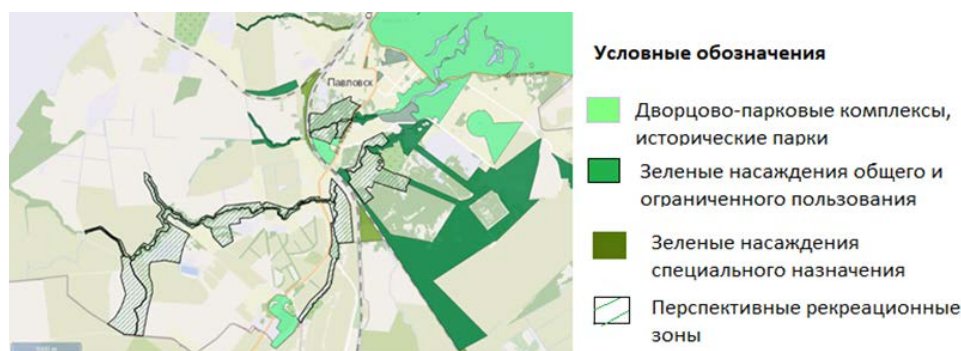 Павловск
Условные обозначения
Дворцово-парковые комплексы,
исторические парки
Зеленые насаждения общего и
ограниченного пользования
Зеленые насаждения
специального назначения
Перспективные рекреационные
зоны